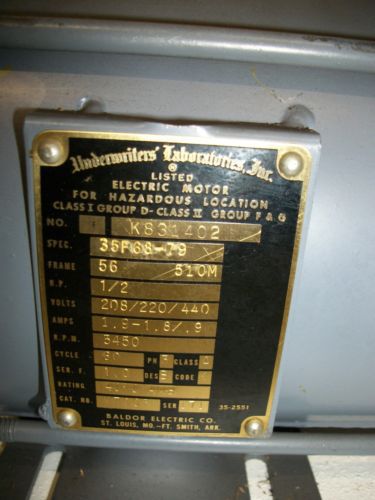 Underwriters' Laboratories, Inc.
®
LISTED
ELECTRIC MOTOR
FOR HAZARDOUS LOCATION
CLASS I GROUP D-CLASS II GROUP F & G
NO. K831402
SPEC. 35F68-79
FRAME 56 510M
H.P. 1/2
VOLTS 208/220/440
AMPS 1.9-1.8/.9
R.P.M. 3450
CYCLE 60 PH CLASS
SER. F. DES CODE
RATING
CAT. NO. SER.
35-2551
BALDOR ELECTRIC CO.
ST. LOUIS, MO.-FT. SMITH, ARK.